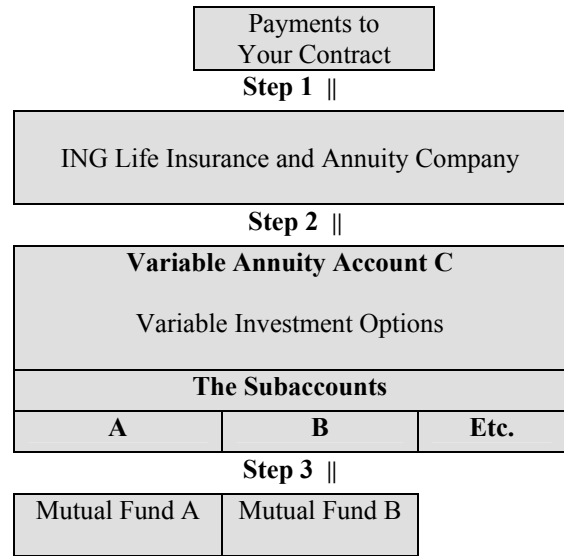 Payments to
Your Contract
Step 1 ||
ING Life Insurance and Annuity Company
Step 2 ||
Variable Annuity Account C
Variable Investment Options
The Subaccounts
A B Etc.
Step 3 ||
Mutual Fund A Mutual Fund B